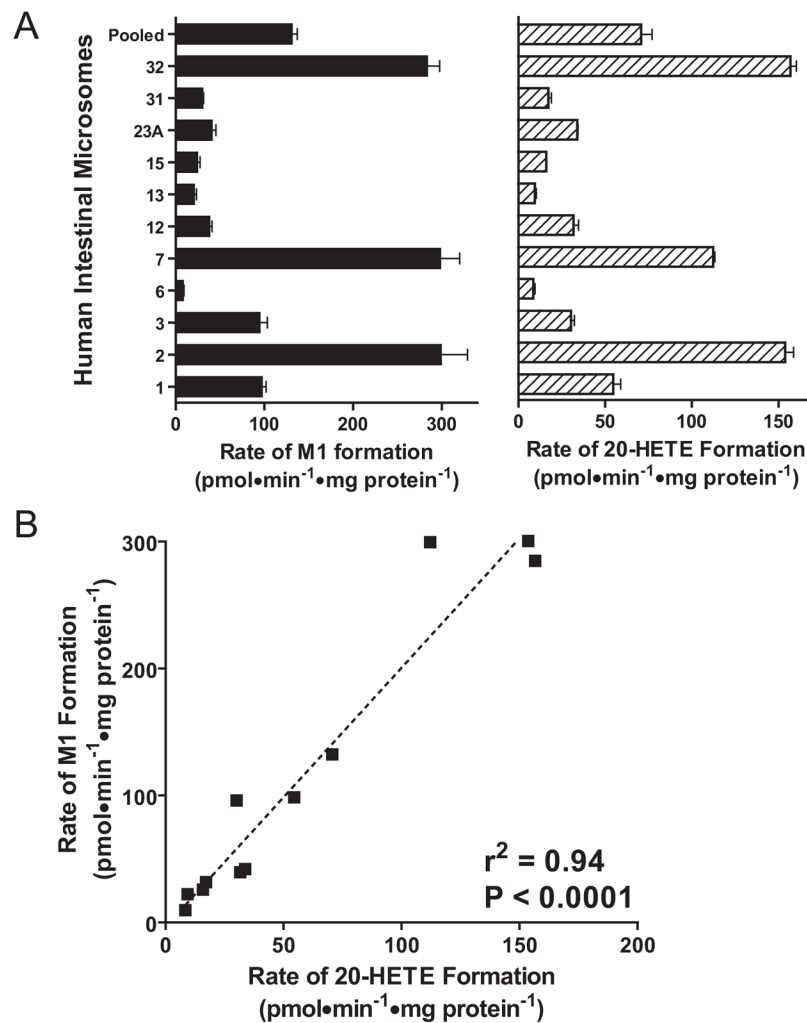 A
Human Intestinal Microsomes
Pooled
32
31
23A
15
13
12
7
6
3
2
1
0 100 200 300
Rate of M1 formation
(pmol•min⁻¹•mg protein⁻¹)
0 50 100 150
Rate of 20-HETE Formation
(pmol•min⁻¹•mg protein⁻¹)
B
Rate of M1 Formation
(pmol•min⁻¹•mg protein⁻¹)
300
200
100
0
r² = 0.94
P < 0.0001
0 50 100 150 200
Rate of 20-HETE Formation
(pmol•min⁻¹•mg protein⁻¹)